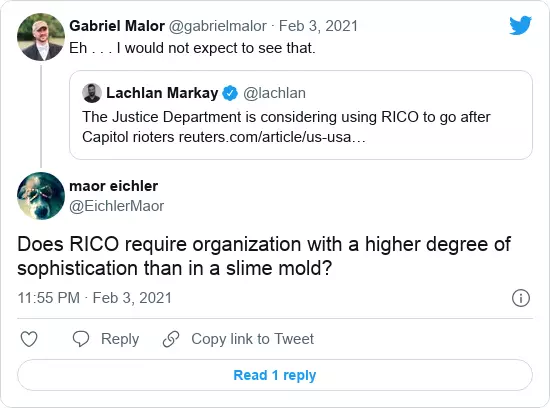 Gabriel Malor @gabrielmalor · Feb 3, 2021
Eh . . . I would not expect to see that.
Lachlan Markay @lachlan
The Justice Department is considering using RICO to go after
Capitol rioters reuters.com/article/us-usa…
maor eichler
@EichlerMaor
Does RICO require organization with a higher degree of
sophistication than in a slime mold?
11:55 PM · Feb 3, 2021
Reply
Copy link to Tweet
Read 1 reply